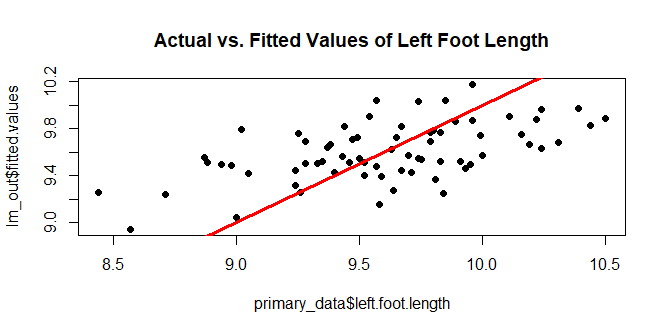 Actual vs. Fitted Values of Left Foot Length
lm_out$fitted.values
10.2
9.8
9.4
9.0
8.5 9.0 9.5 10.0 10.5
primary_data$left.foot.length